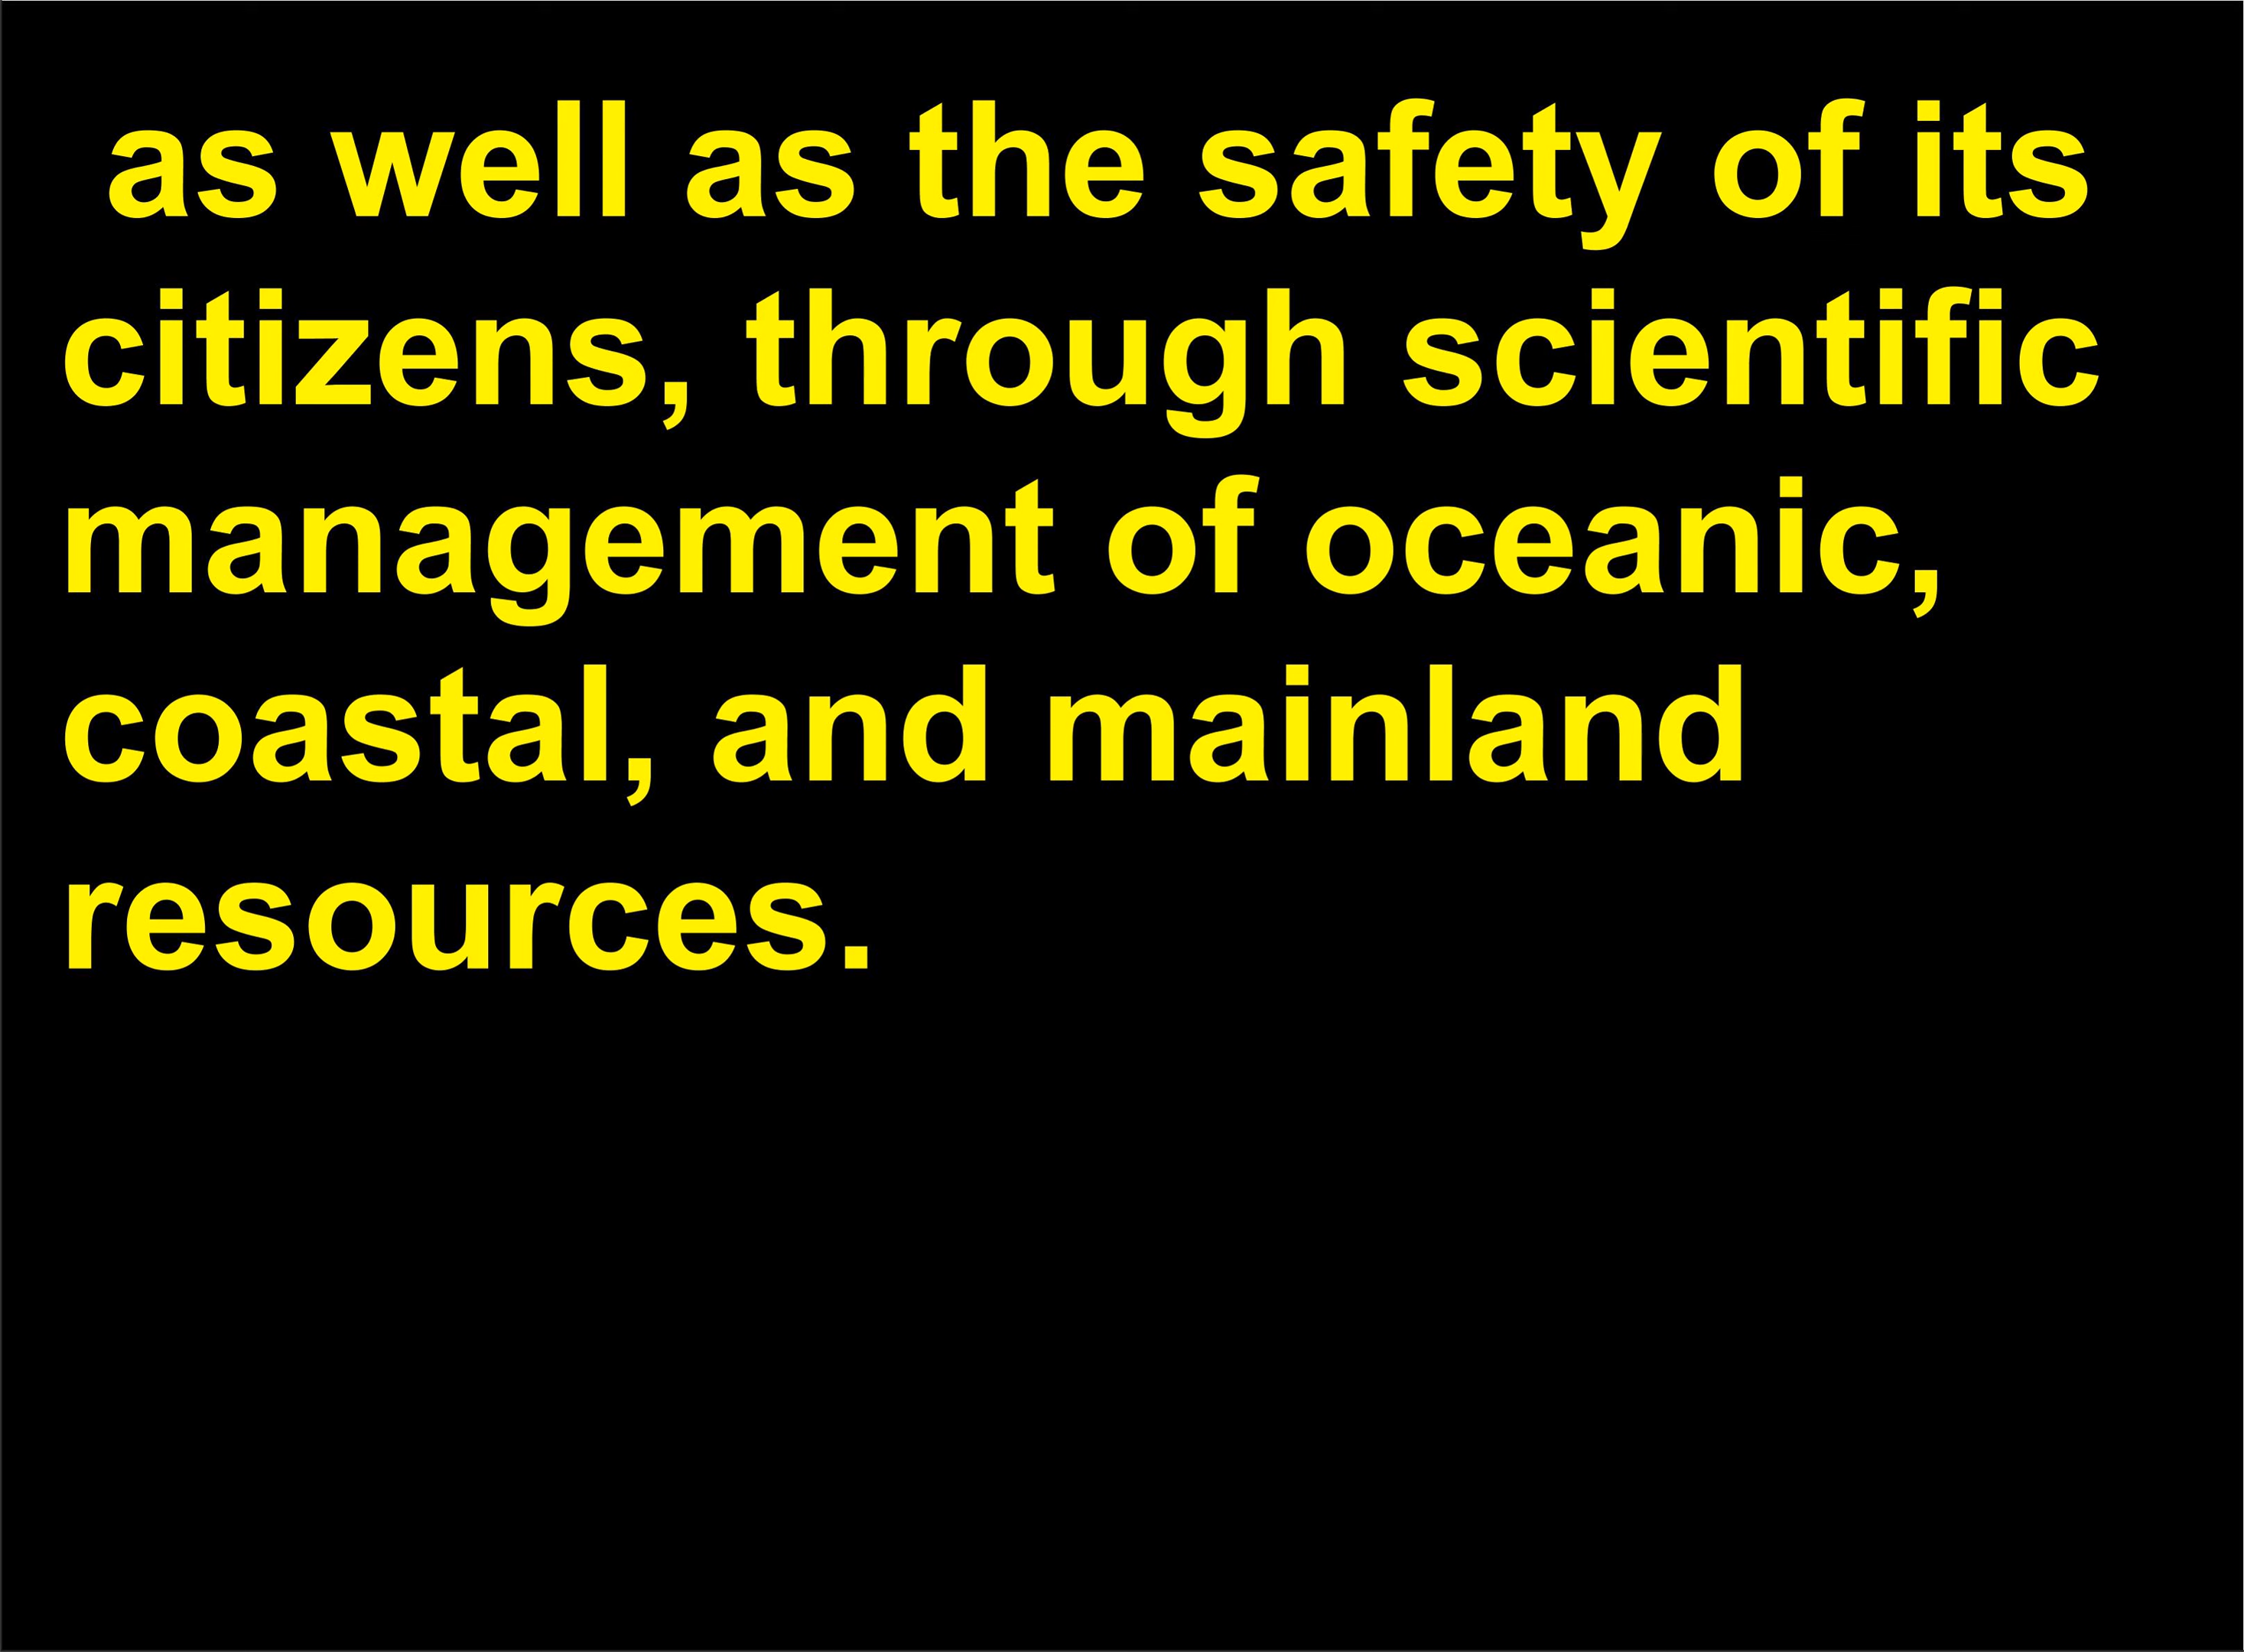 as well as the safety of its
citizens, through scientific
management of oceanic,
coastal, and mainland
resources.